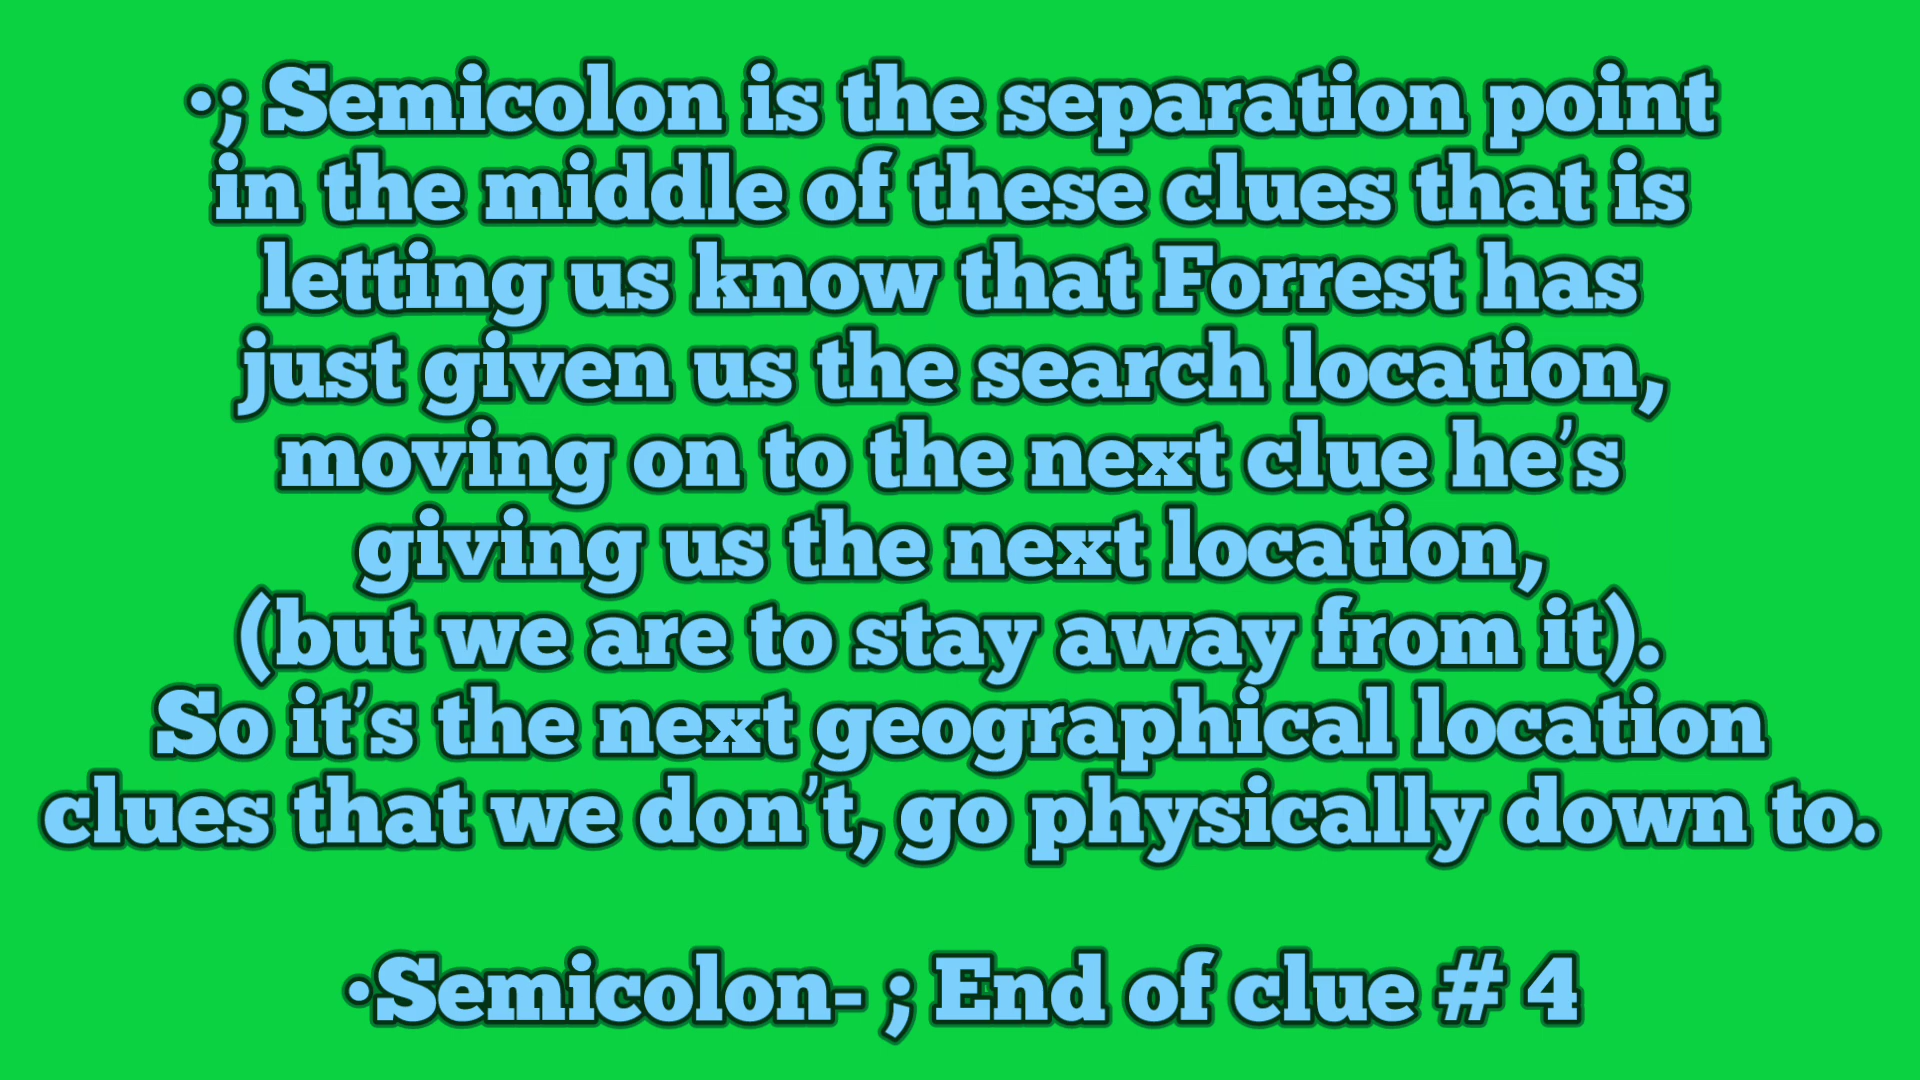 ·; Semicolon is the separation point
in the middle of these clues that is
letting us know that Forrest has
just given us the search location,
moving on to the next clue he’s
giving us the next location,
(but we are to stay away from it).
So it’s the next geographical location
clues that we don’t, go physically down to.
·Semicolon- ; End of clue # 4